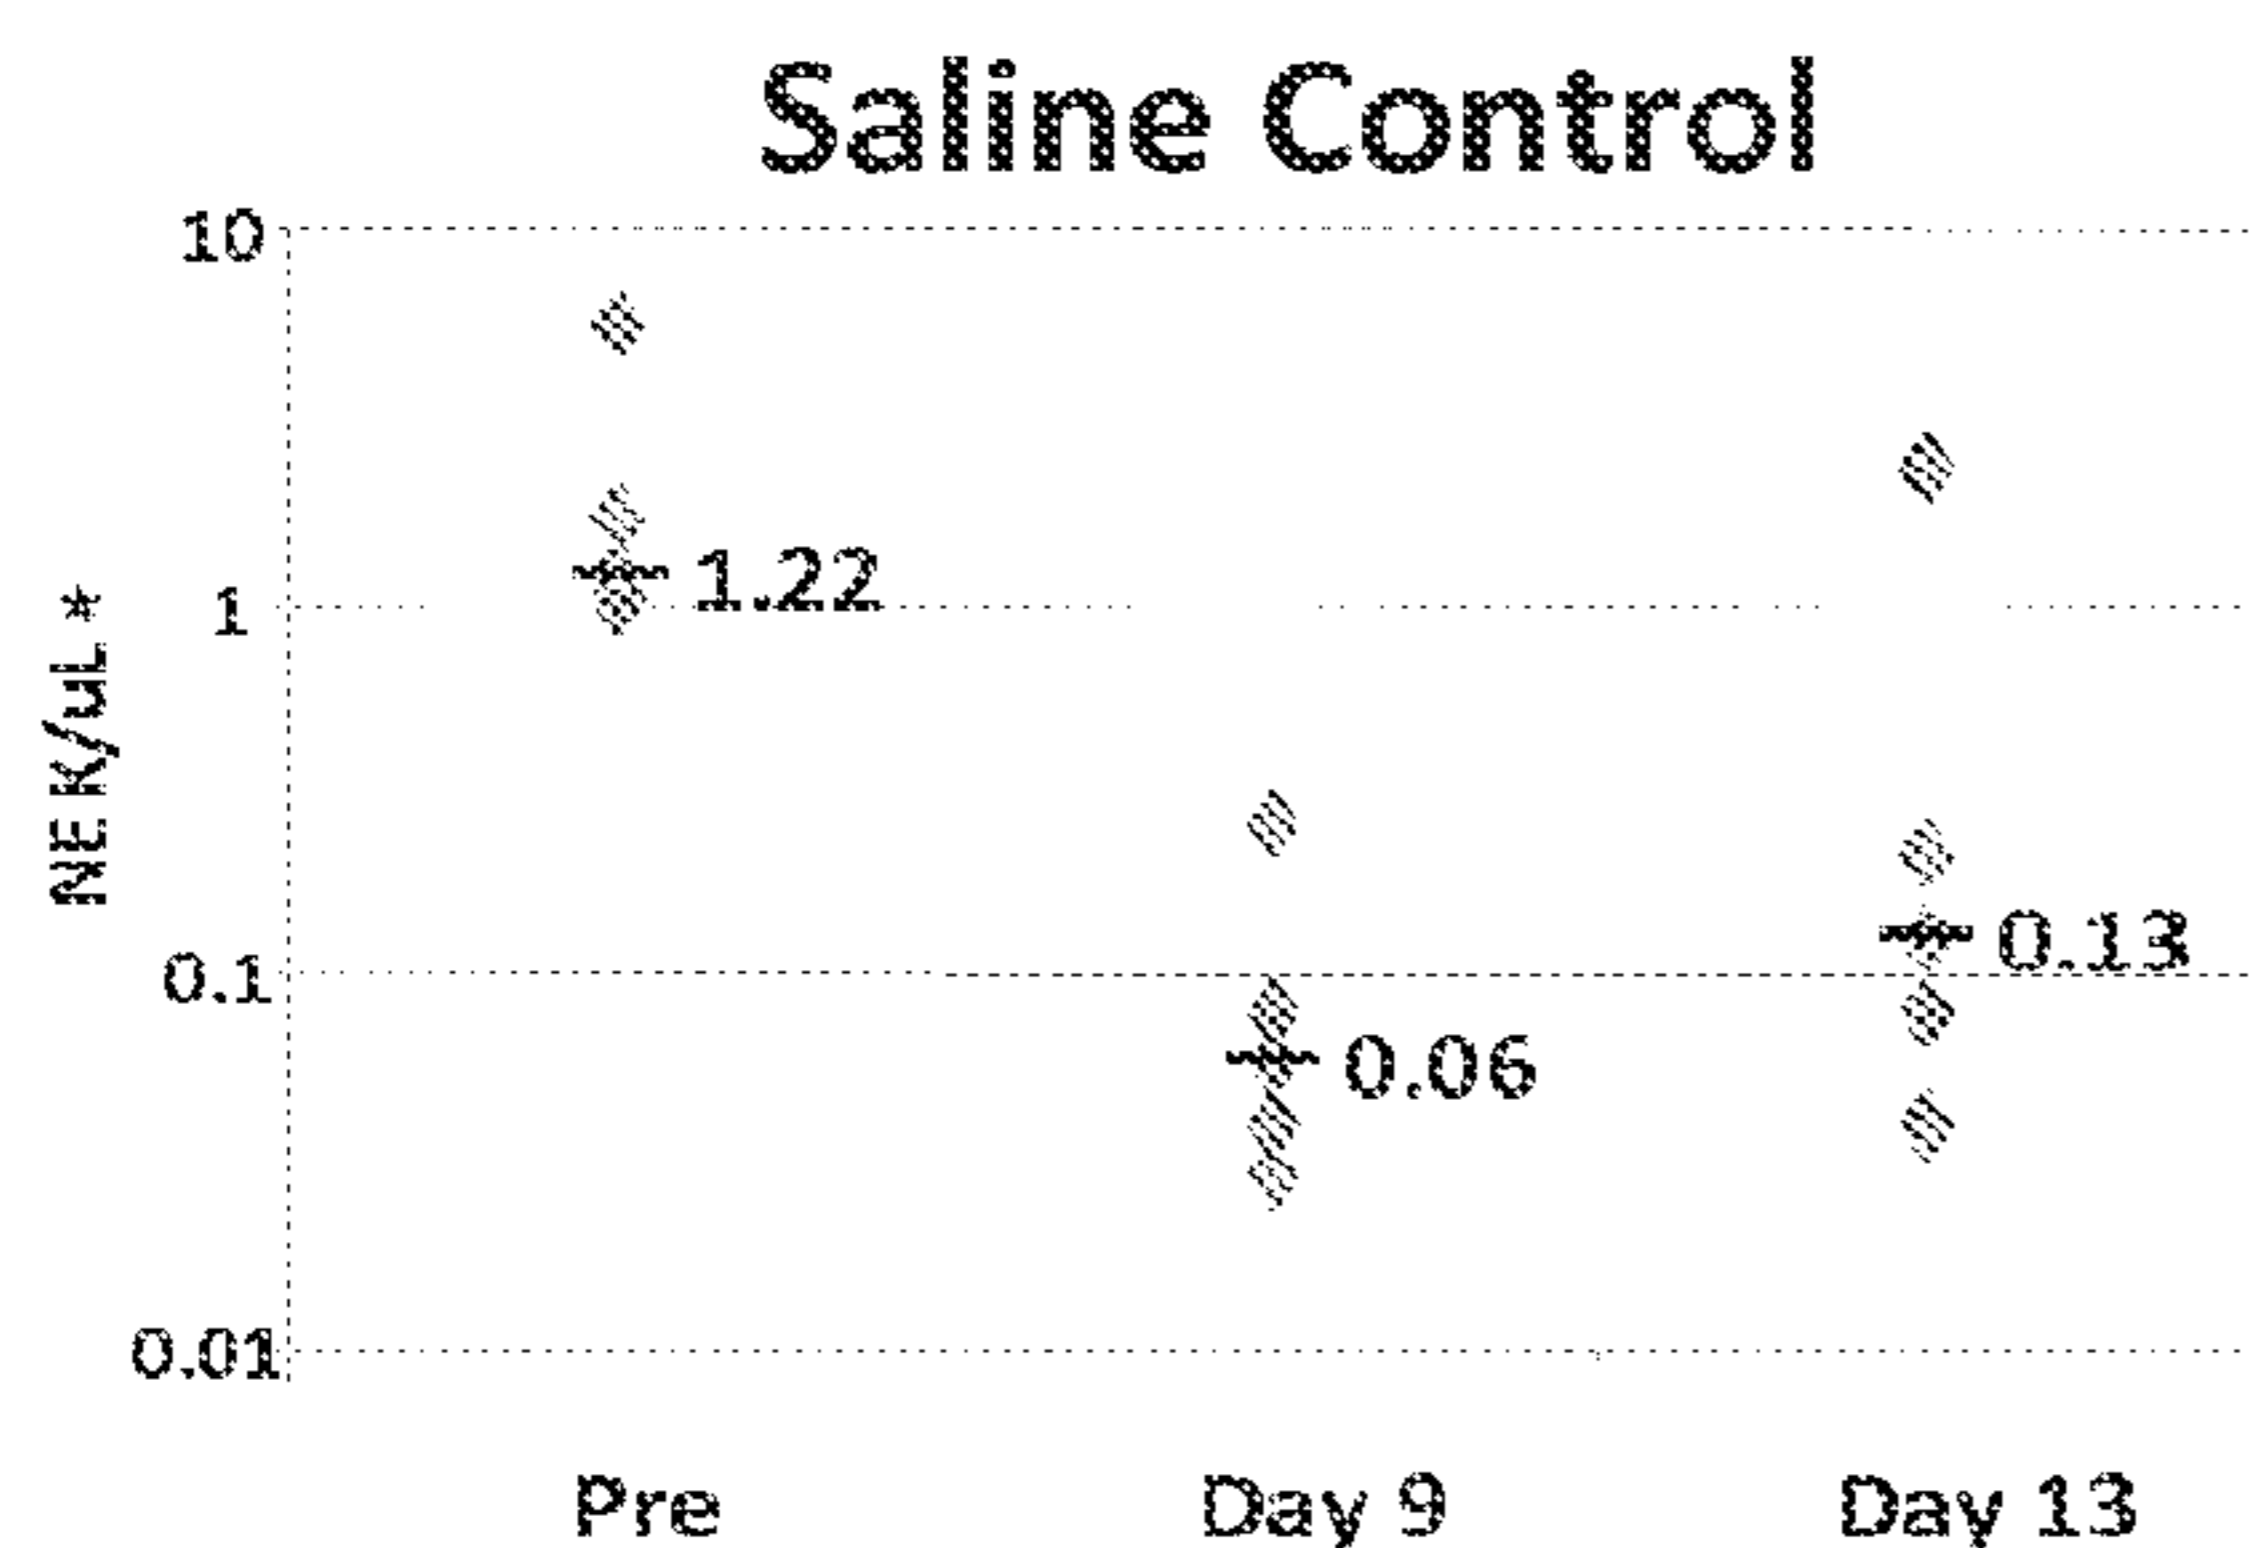 Saline Control
10
1
0.1
0.01
NE K/uL *
1.22
0.06
0.13
Pre
Day 9
Day 13